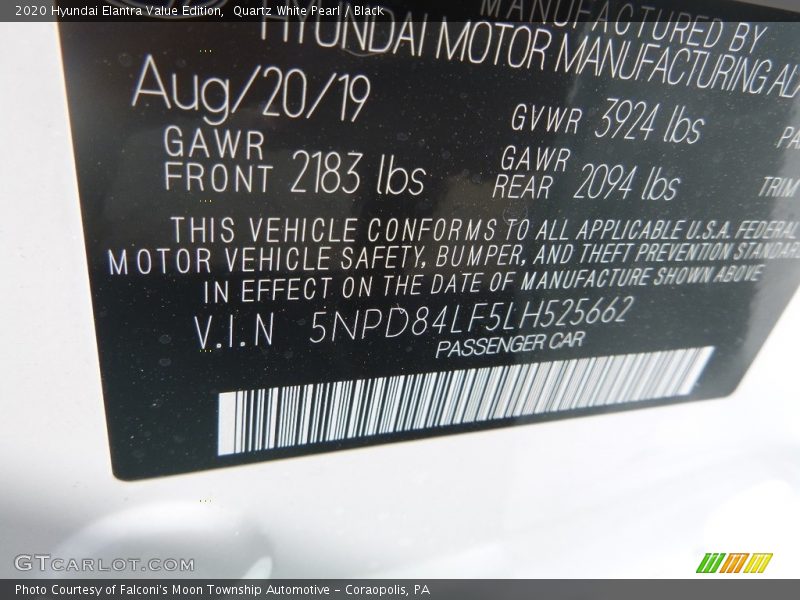 2020 Hyundai Elantra Value Edition, Quartz White Pearl / Black
MANUFACTURED BY
HYUNDAI MOTOR MANUFACTURING
Aug/20/19
GVWR 3924 lbs
GAWR FRONT 2183 lbs
GAWR REAR 2094 lbs
TRIM
THIS VEHICLE CONFORMS TO ALL APPLICABLE U.S.A. FEDERAL
MOTOR VEHICLE SAFETY, BUMPER, AND THEFT PREVENTION STANDAR
IN EFFECT ON THE DATE OF MANUFACTURE SHOWN ABOVE
V.I.N 5NPD84LF5LH525662
PASSENGER CAR
GTCARLOT.COM
Photo Courtesy of Falconi's Moon Township Automotive - Coraopolis, PA